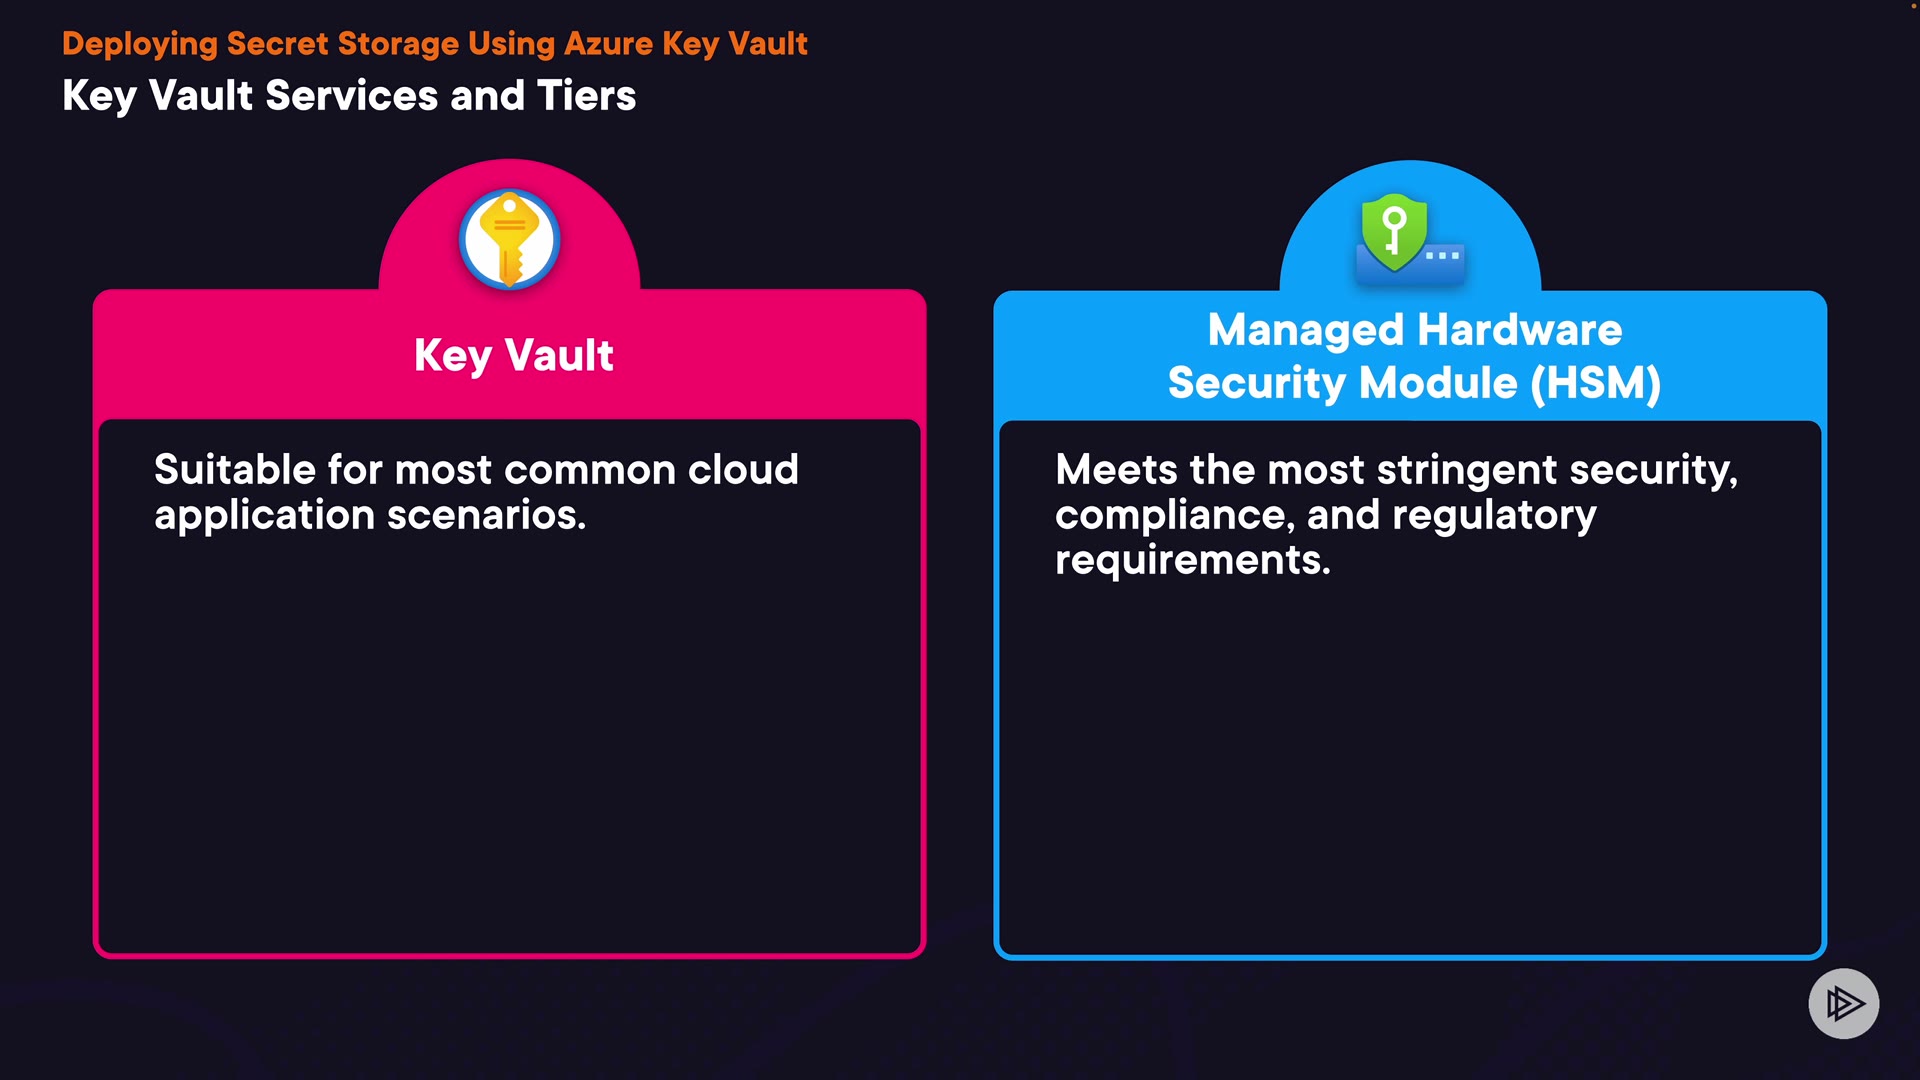 Deploying Secret Storage Using Azure Key Vault
Key Vault Services and Tiers
Key Vault
Suitable for most common cloud
application scenarios.
Managed Hardware
Security Module (HSM)
Meets the most stringent security,
compliance, and regulatory
requirements.